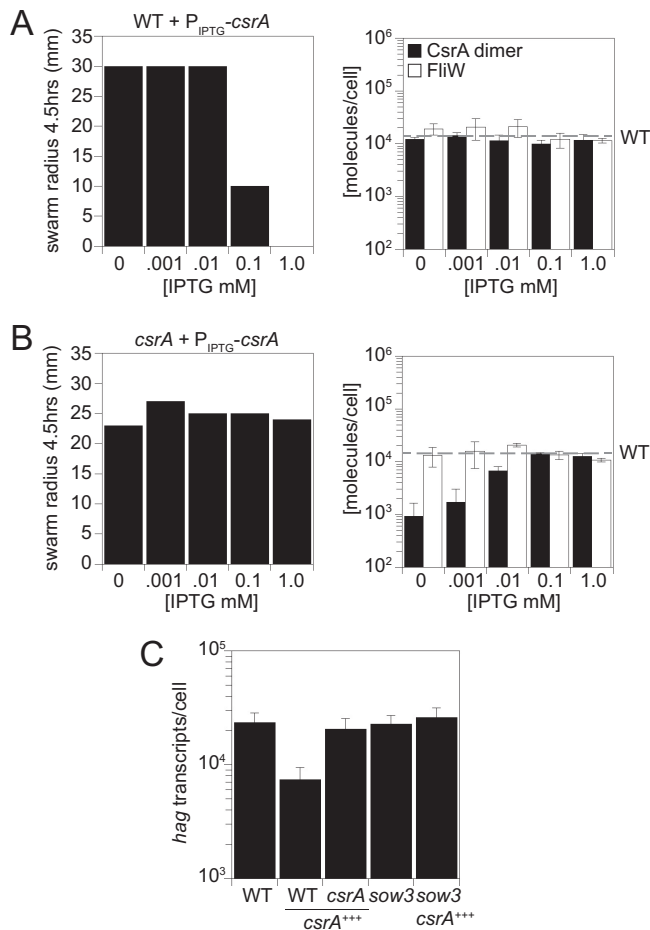 A
WT + P_IPTG-csrA
swarm radius 4.5hrs (mm)
35
30
25
20
15
10
5
0
0 .001 .01 0.1 1.0
[IPTG mM]
[molecules/cell]
10^6
10^5
10^4
10^3
10^2
CsrA dimer
FliW
WT
0 .001 .01 0.1 1.0
[IPTG mM]
B
csrA + P_IPTG-csrA
swarm radius 4.5hrs (mm)
35
30
25
20
15
10
5
0
0 .001 .01 0.1 1.0
[IPTG mM]
[molecules/cell]
10^6
10^5
10^4
10^3
10^2
WT
0 .001 .01 0.1 1.0
[IPTG mM]
C
hag transcripts/cell
10^5
10^4
10^3
WT WT csrA sow3 sow3
csrA+++ csrA+++